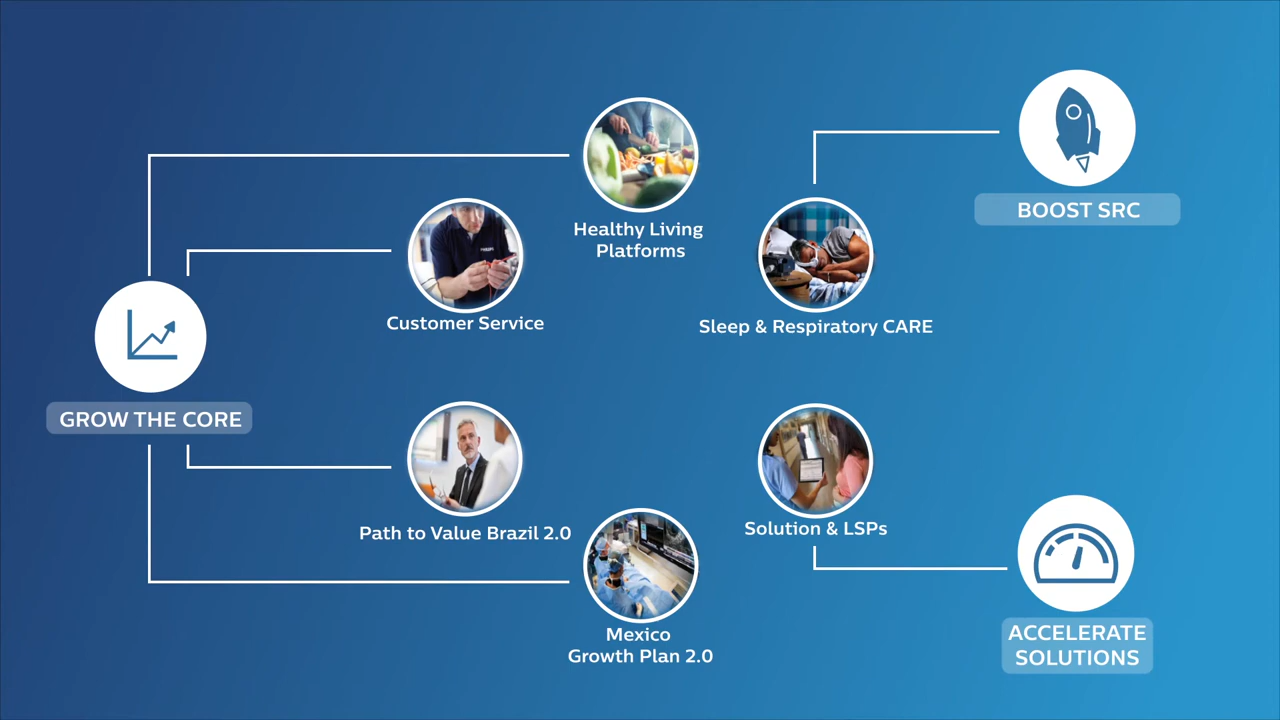 BOOST SRC
Healthy Living
Platforms
Customer Service
Sleep & Respiratory CARE
GROW THE CORE
Path to Value Brazil 2.0
Solution & LSPs
Mexico
Growth Plan 2.0
ACCELERATE
SOLUTIONS